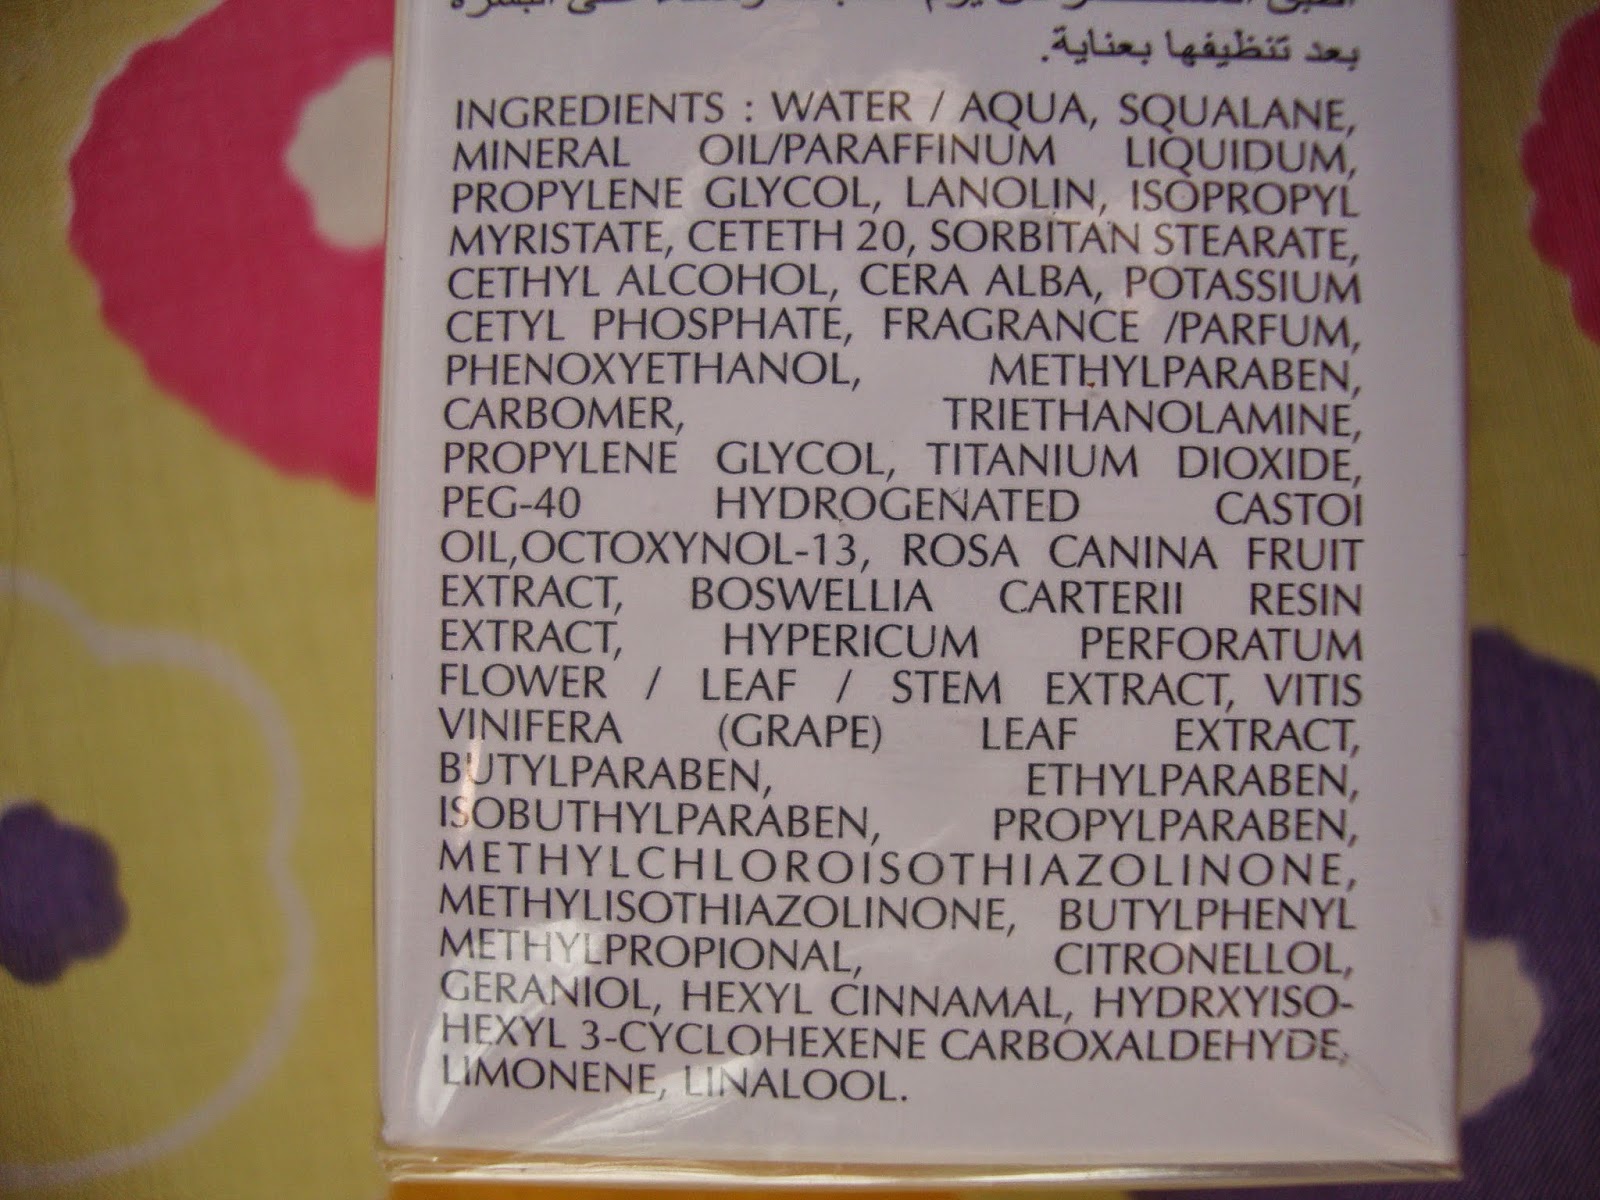 بعد تنظيفها بعناية.
INGREDIENTS : WATER / AQUA, SQUALANE,
MINERAL OIL/PARAFFINUM LIQUIDUM,
PROPYLENE GLYCOL, LANOLIN, ISOPROPYL
MYRISTATE, CETETH 20, SORBITAN STEARATE,
CETHYL ALCOHOL, CERA ALBA, POTASSIUM
CETYL PHOSPHATE, FRAGRANCE /PARFUM,
PHENOXYETHANOL, METHYLPARABEN,
CARBOMER, TRIETHANOLAMINE,
PROPYLENE GLYCOL, TITANIUM DIOXIDE,
PEG-40 HYDROGENATED CASTOI
OIL,OCTOXYNOL-13, ROSA CANINA FRUIT
EXTRACT, BOSWELLIA CARTERII RESIN
EXTRACT, HYPERICUM PERFORATUM
FLOWER / LEAF / STEM EXTRACT, VITIS
VINIFERA (GRAPE) LEAF EXTRACT,
BUTYLPARABEN, ETHYLPARABEN,
ISOBUTHYLPARABEN, PROPYLPARABEN,
METHYLCHLOROISOTHIAZOLINONE,
METHYLISOTHIAZOLINONE, BUTYLPHENYL
METHYLPROPIONAL, CITRONELLOL,
GERANIOL, HEXYL CINNAMAL, HYDRXYISO-
HEXYL 3-CYCLOHEXENE CARBOXALDEHYDE,
LIMONENE, LINALOOL.